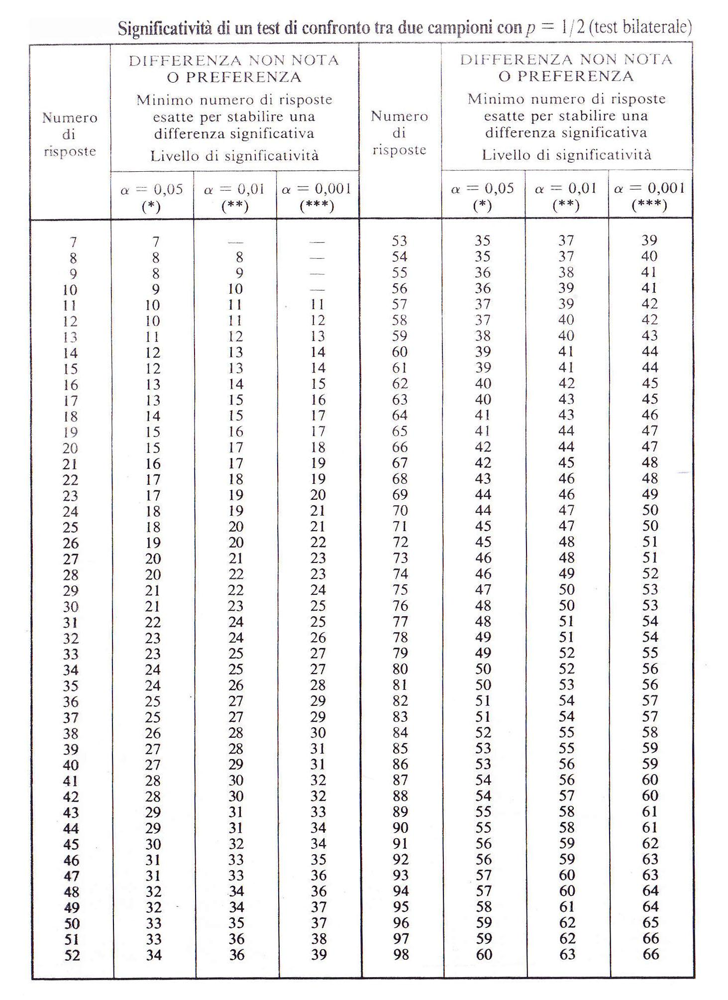 Significatività di un test di confronto tra due campioni con p = 1/2 (test bilaterale)
Numero
di
risposte
DIFFERENZA NON NOTA
O PREFERENZA
Minimo numero di risposte
esatte per stabilire una
differenza significativa
Livello di significatività
α = 0,05 (*)
α = 0,01 (**)
α = 0,001 (***)
Numero
di
risposte
DIFFERENZA NON NOTA
O PREFERENZA
Minimo numero di risposte
esatte per stabilire una
differenza significativa
Livello di significatività
α = 0,05 (*)
α = 0,01 (**)
α = 0,001 (***)
7 7 — — 53 35 37 39
8 8 8 — 54 35 37 40
9 8 9 — 55 36 38 41
10 9 10 — 56 36 39 41
11 10 11 11 57 37 39 42
12 10 11 12 58 37 40 42
13 11 12 13 59 38 40 43
14 12 13 14 60 39 41 44
15 12 13 14 61 39 41 44
16 13 14 15 62 40 42 45
17 13 15 16 63 40 43 45
18 14 15 17 64 41 43 46
19 15 16 17 65 41 44 47
20 15 17 18 66 42 44 47
21 16 17 19 67 42 45 48
22 17 18 19 68 43 46 48
23 17 19 20 69 44 46 49
24 18 19 21 70 44 47 50
25 18 20 21 71 45 47 50
26 19 20 22 72 45 48 51
27 20 21 23 73 46 48 51
28 20 22 23 74 46 49 52
29 21 22 24 75 47 50 53
30 21 23 25 76 48 50 53
31 22 24 25 77 48 51 54
32 23 24 26 78 49 51 54
33 23 25 27 79 49 52 55
34 24 25 27 80 50 52 56
35 24 26 28 81 50 53 56
36 25 27 29 82 51 54 57
37 25 27 29 83 51 54 57
38 26 28 30 84 52 55 58
39 27 28 31 85 53 55 59
40 27 29 31 86 53 56 59
41 28 30 32 87 54 56 60
42 28 30 32 88 54 57 60
43 29 31 33 89 55 58 61
44 29 31 34 90 55 58 61
45 30 32 34 91 56 59 62
46 31 33 35 92 56 59 63
47 31 33 36 93 57 60 63
48 32 34 36 94 57 60 64
49 32 34 37 95 58 61 64
50 33 35 37 96 59 62 65
51 33 36 38 97 59 62 66
52 34 36 39 98 60 63 66